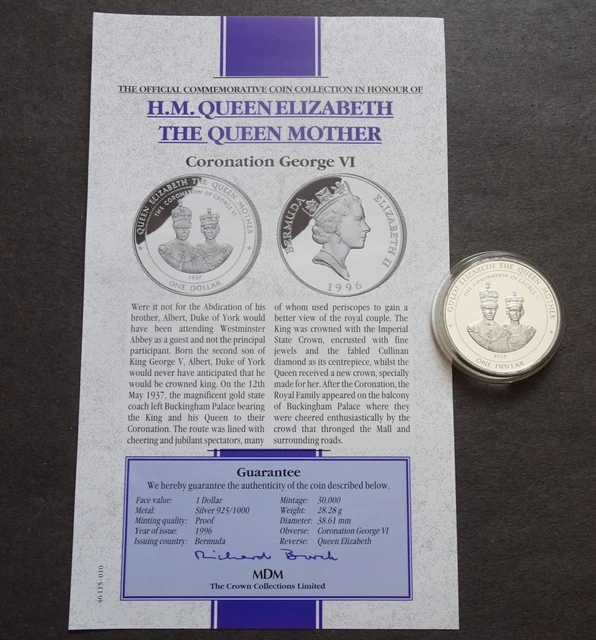 THE OFFICIAL COMMEMORATIVE COIN COLLECTION IN HONOUR OF
H.M. QUEEN ELIZABETH
THE QUEEN MOTHER
Coronation George VI
QUEEN ELIZABETH THE QUEEN MOTHER
THE CORONATION OF GEORGE VI
1937
ONE DOLLAR
BERMUDA
ELIZABETH II
1996
Were it not for the Abdication of his
brother, Albert, Duke of York would
have been attending Westminster
Abbey as a guest and not the principal
participant. Born the second son of
King George V, Albert, Duke of York
would never have anticipated that he
would be crowned king. On the 12th
May 1937, the magnificent gold state
coach left Buckingham Palace bearing
the King and his Queen to their
Coronation. The route was lined with
cheering and jubilant spectators, many
of whom used periscopes to gain a
better view of the royal couple. The
King was crowned with the Imperial
State Crown, encrusted with fine
jewels and the fabled Cullinan
diamond as its centrepiece, whilst
the Queen received a new crown, specially
made for her. After the Coronation, the
Royal Family appeared on the balcony
of Buckingham Palace where they
were cheered enthusiastically by the
crowd that thronged the Mall and
surrounding roads.
Guarantee
We hereby guarantee the authenticity of the coin described below.
Face value: 1 Dollar Mintage: 30,000
Metal: Silver 925/1000 Weight: 28.28 g
Minting quality: Proof Diameter: 38.61 mm
Year of issue: 1996 Obverse: Coronation George VI
Issuing country: Bermuda Reverse: Queen Elizabeth
Richard Burch
MDM
The Crown Collections Limited
46115-010
QUEEN ELIZABETH THE QUEEN MOTHER
THE CORONATION OF GEORGE VI
1937
ONE DOLLAR